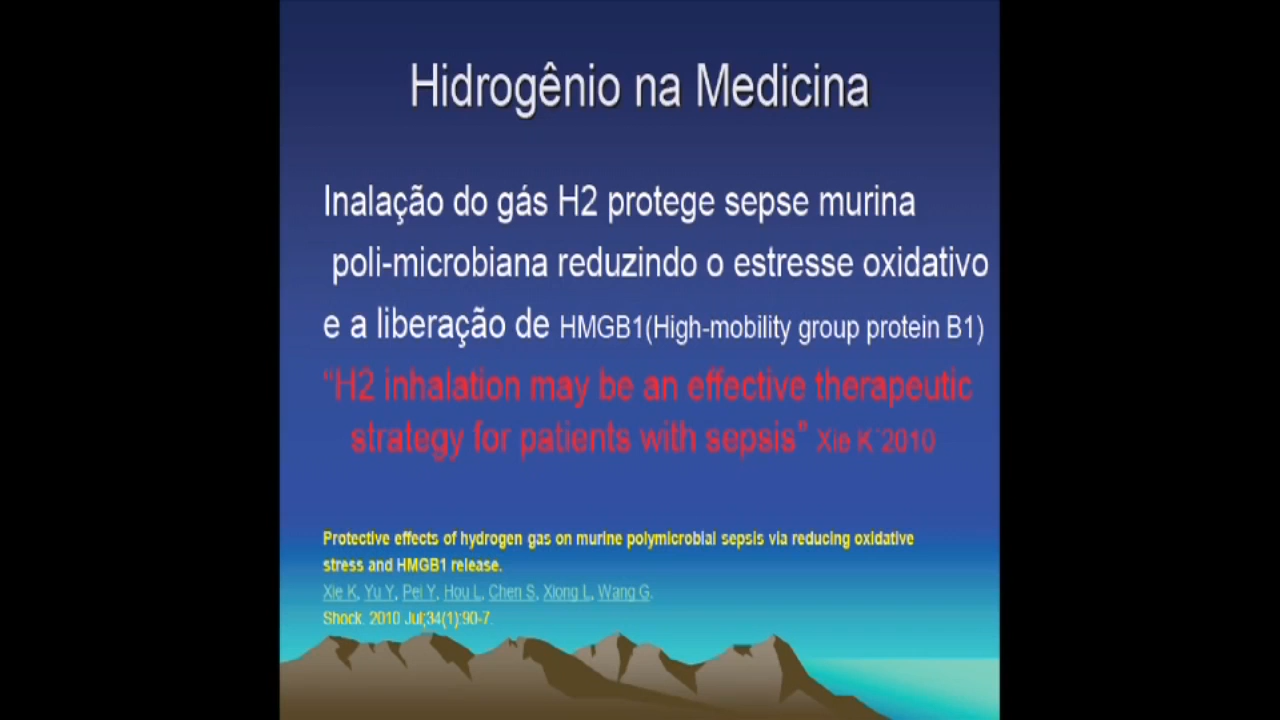 Hidrogênio na Medicina
Inalação do gás H2 protege sepse murina
poli-microbiana reduzindo o estresse oxidativo
e a liberação de HMGB1(High-mobility group protein B1)
“H2 inhalation may be an effective therapeutic
strategy for patients with sepsis” Xie K´2010
Protective effects of hydrogen gas on murine polymicrobial sepsis via reducing oxidative
stress and HMGB1 release.
Xie K, Yu Y, Pei Y, Hou L, Chen S, Xiong L, Wang G.
Shock. 2010 Jul;34(1):90-7.